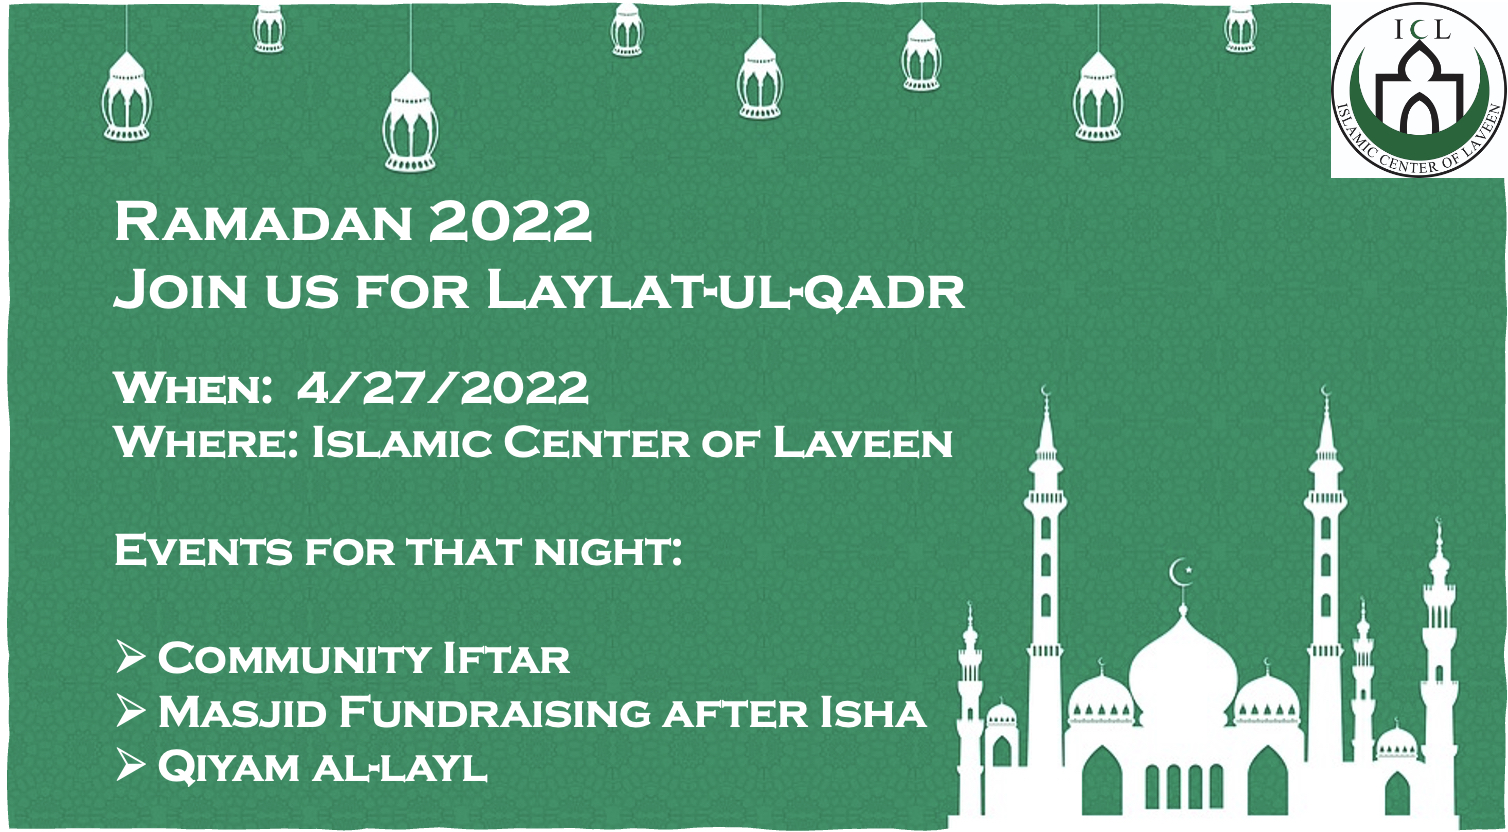 ICL
ISLAMIC CENTER OF LAVEEN
Ramadan 2022
Join us for Laylat-ul-qadr
When: 4/27/2022
Where: Islamic Center of Laveen
Events for that night:
➢ Community Iftar
➢ Masjid Fundraising after Isha
➢ Qiyam al-layl